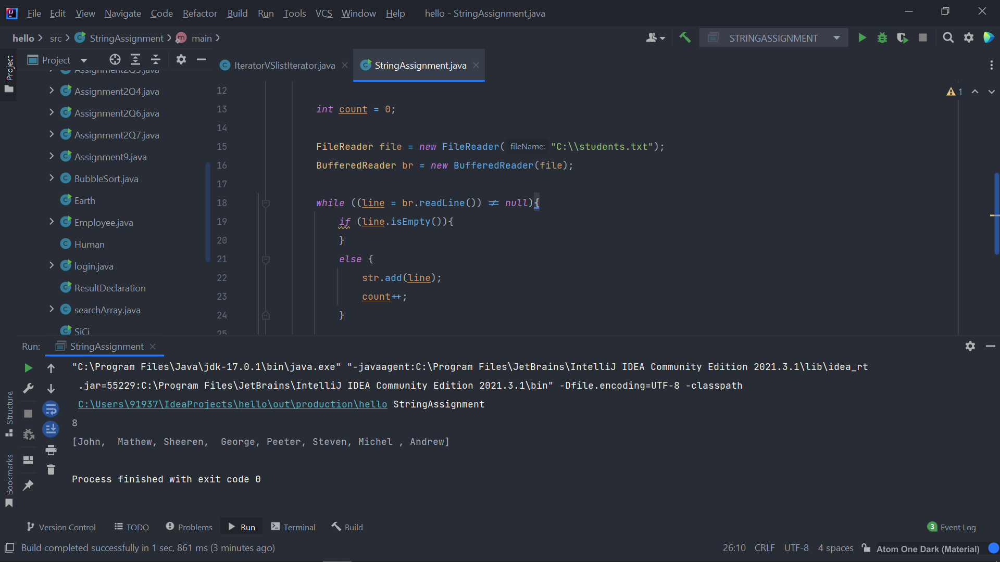 File Edit View Navigate Code Refactor Build Run Tools VCS Window Help hello - StringAssignment.java
hello > src > StringAssignment > main >
STRINGASSIGNMENT
Project
Project
IteratorVSlistIterator.java
StringAssignment.java
Assignment2Q3.java
Assignment2Q4.java
Assignment2Q6.java
Assignment2Q7.java
Assignment9.java
BubbleSort.java
Earth
Employee.java
Human
login.java
ResultDeclaration
searchArray.java
SiCi
1
12
13 int count = 0;
14
15 FileReader file = new FileReader( fileName: "C:\\students.txt");
16 BufferedReader br = new BufferedReader(file);
17
18 while ((line = br.readLine()) ≠ null){
19 if (line.isEmpty()){
20 }
21 else {
22 str.add(line);
23 count++;
24 }
25
Run: StringAssignment
"C:\Program Files\Java\jdk-17.0.1\bin\java.exe" "-javaagent:C:\Program Files\JetBrains\IntelliJ IDEA Community Edition 2021.3.1\lib\idea_rt
.jar=55229:C:\Program Files\JetBrains\IntelliJ IDEA Community Edition 2021.3.1\bin" -Dfile.encoding=UTF-8 -classpath
C:\Users\91937\IdeaProjects\hello\out\production\hello StringAssignment
8
[John,  Mathew, Sheeren,  George, Peeter, Steven, Michel , Andrew]
Process finished with exit code 0
Structure
Bookmarks
Version Control TODO Problems Run Terminal Build 3 Event Log
Build completed successfully in 1 sec, 861 ms (3 minutes ago) 26:10 CRLF UTF-8 4 spaces Atom One Dark (Material)